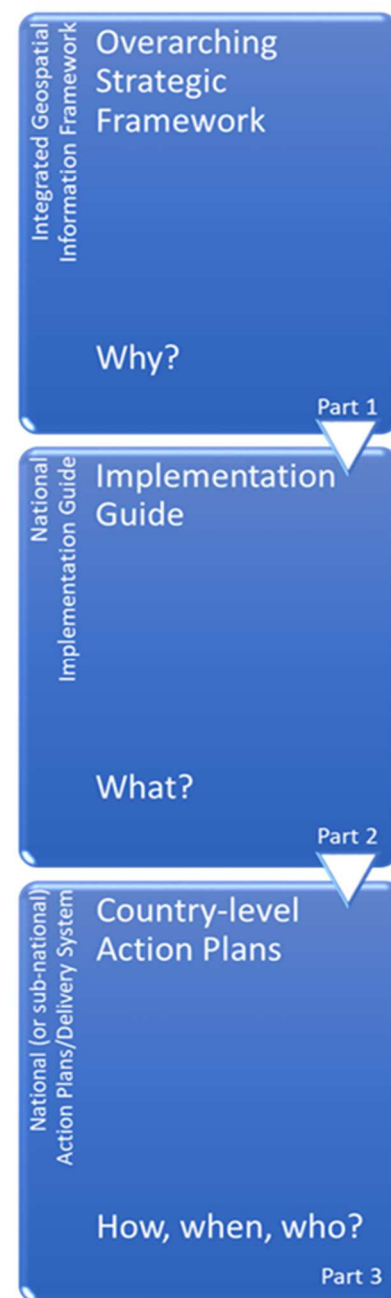 Integrated Geospatial
Information Framework
Overarching
Strategic
Framework
Why?
Part 1
National
Implementation Guide
Implementation
Guide
What?
Part 2
National (or sub-national)
Action Plans/Delivery System
Country-level
Action Plans
How, when, who?
Part 3